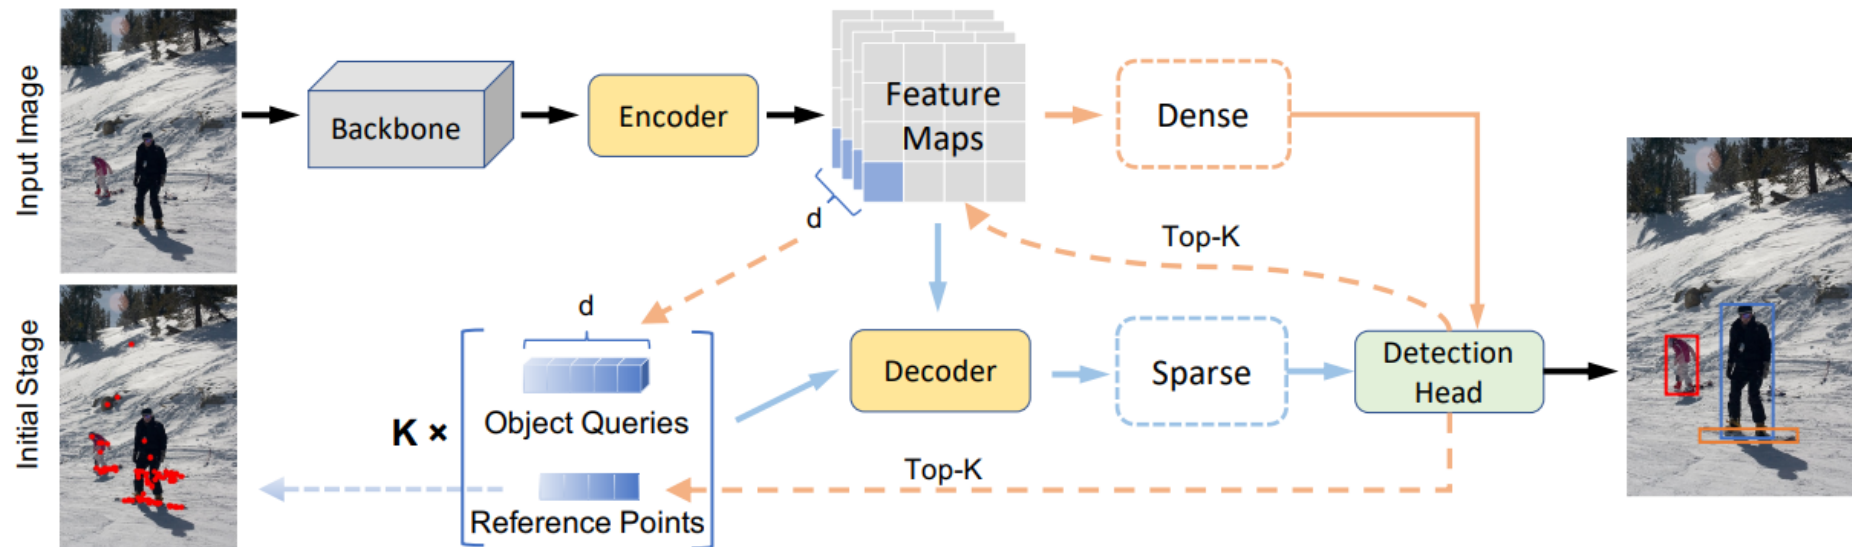 Input Image
Backbone
Encoder
Feature
Maps
d
Dense
Top-K
Initial Stage
K ×
d
Object Queries
Reference Points
Decoder
Sparse
Detection
Head
Top-K